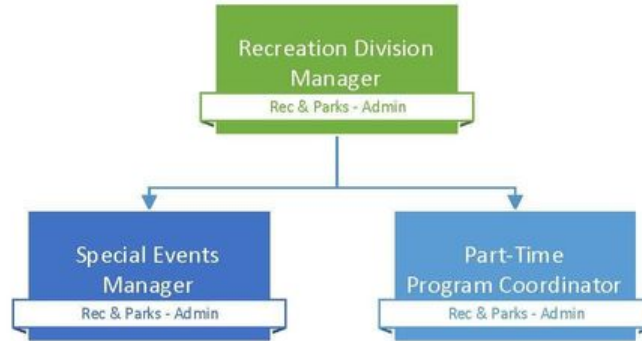 Recreation Division
Manager
Rec & Parks - Admin
Special Events
Manager
Rec & Parks - Admin
Part-Time
Program Coordinator
Rec & Parks - Admin